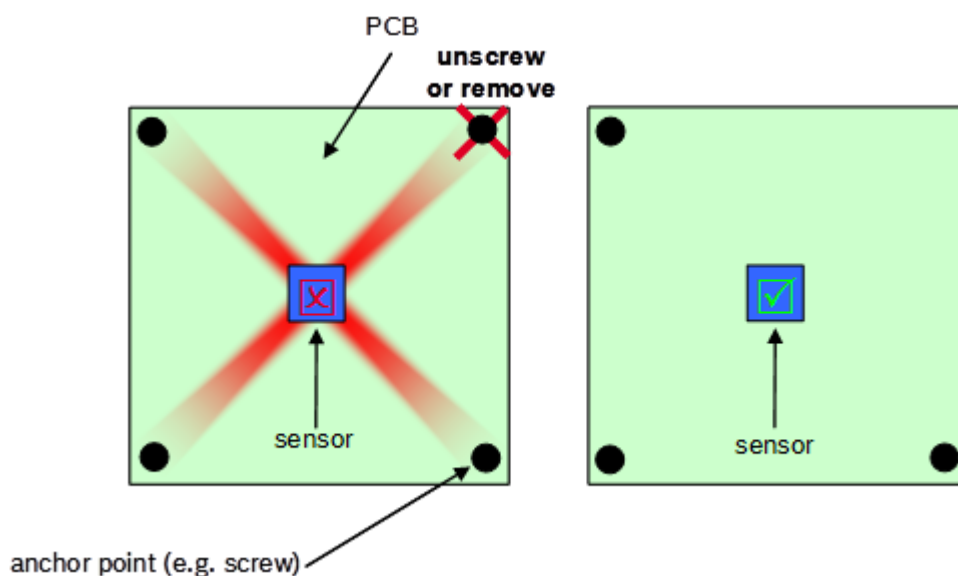 PCB
unscrew
or remove
sensor
sensor
anchor point (e.g. screw)